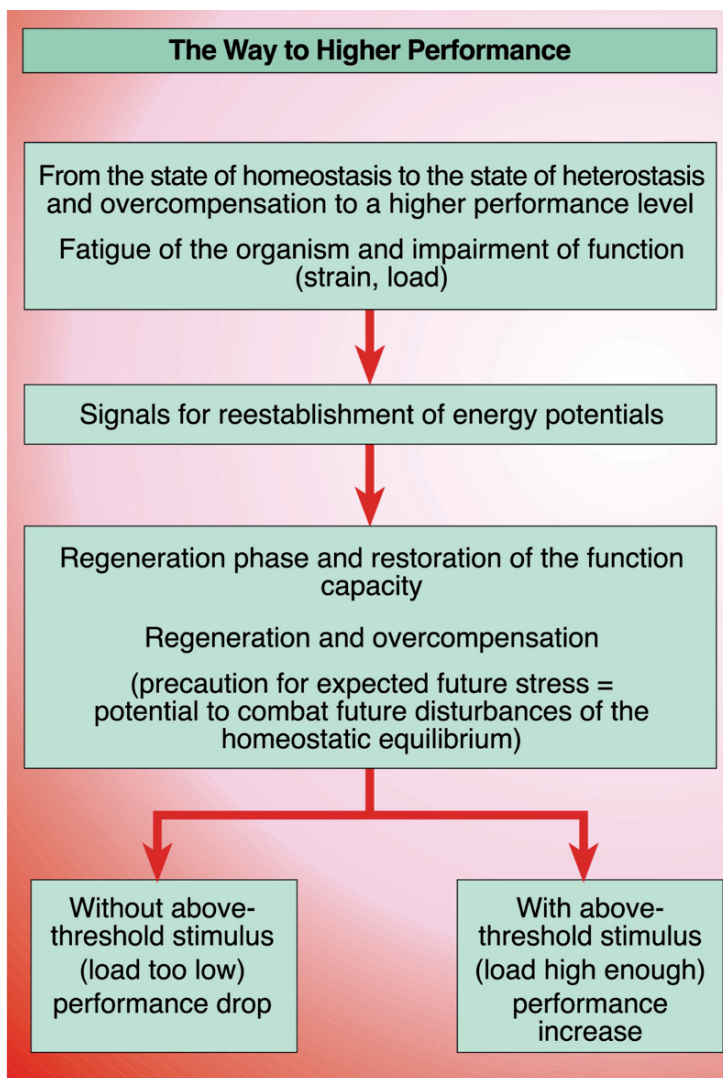 The Way to Higher Performance
From the state of homeostasis to the state of heterostasis
and overcompensation to a higher performance level
Fatigue of the organism and impairment of function
(strain, load)
Signals for reestablishment of energy potentials
Regeneration phase and restoration of the function
capacity
Regeneration and overcompensation
(precaution for expected future stress =
potential to combat future disturbances of the
homeostatic equilibrium)
Without above-
threshold stimulus
(load too low)
performance drop
With above-
threshold stimulus
(load high enough)
performance
increase